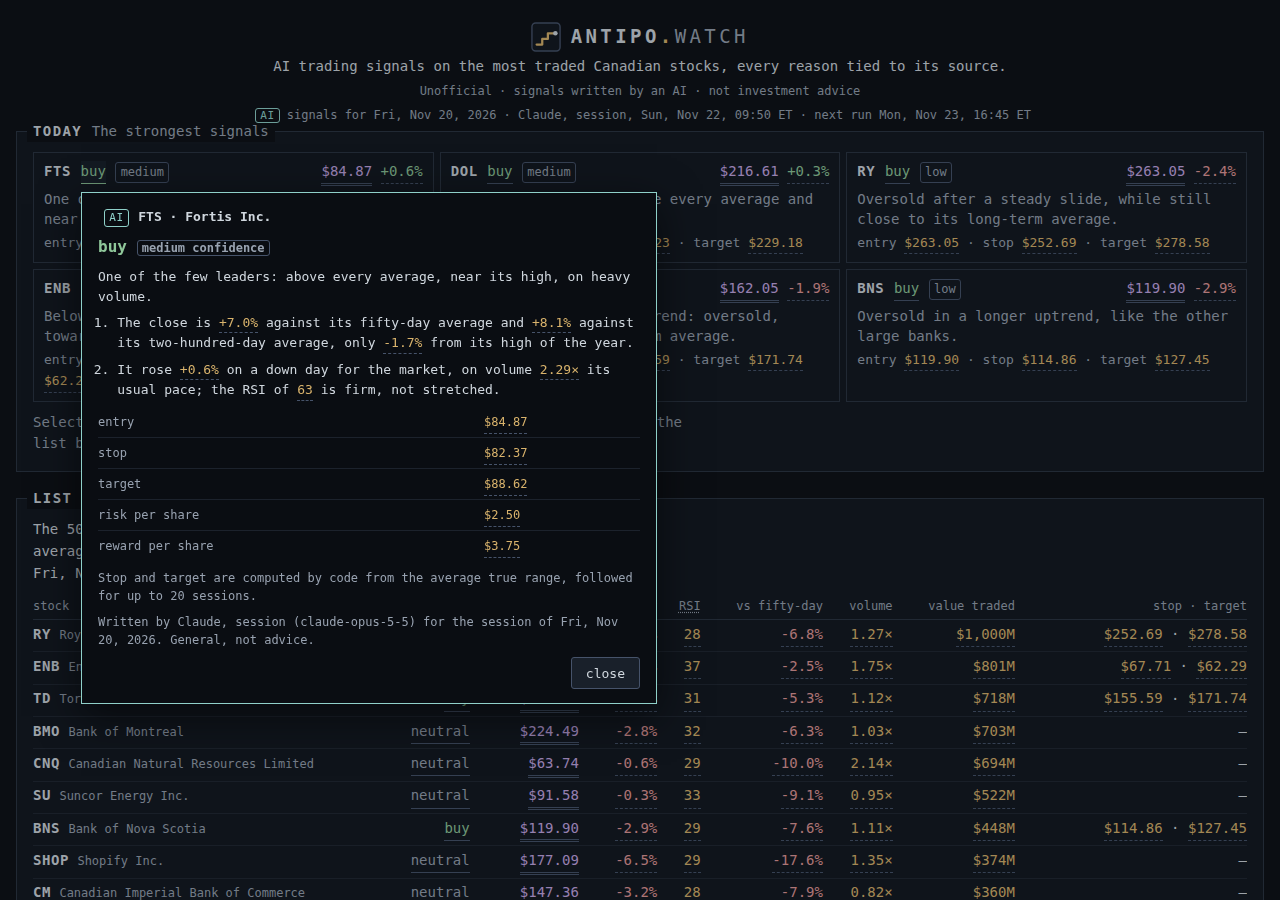 ANTIPO.WATCH
AI trading signals on the most traded Canadian stocks, every reason tied to its source.
Unofficial · signals written by an AI · not investment advice
AI signals for Fri, Nov 20, 2026 · Claude, session, Sun, Nov 22, 09:50 ET · next run Mon, Nov 23, 16:45 ET
TODAY The strongest signals
FTS buy medium $84.87 +0.6%
DOL buy medium $216.61 +0.3%
RY buy low $263.05 -2.4%
One
near
entry
every average and
· target $229.18
Oversold after a steady slide, while still
close to its long-term average.
entry $263.05 · stop $252.69 · target $278.58
ENB
$162.05 -1.9%
BNS buy low $119.90 -2.9%
entry
oversold,
average.
· target $171.74
Oversold in a longer uptrend, like the other
large banks.
entry $119.90 · stop $114.86 · target $127.45
the
list
AI FTS · Fortis Inc.
buy medium confidence
One of the few leaders: above every average, near its high, on heavy
volume.
1. The close is +7.0% against its fifty-day average and +8.1% against
its two-hundred-day average, only -1.7% from its high of the year.
2. It rose +0.6% on a down day for the market, on volume 2.29× its
usual pace; the RSI of 63 is firm, not stretched.
entry $84.87
stop $82.37
target $88.62
risk per share $2.50
reward per share $3.75
Stop and target are computed by code from the average true range, followed
for up to 20 sessions.
Written by Claude, session (claude-opus-5-5) for the session of Fri, Nov
20, 2026. General, not advice.
close
LIST
The 50
Fri,
stock RSI vs fifty-day volume value traded stop · target
RY 28 -6.8% 1.27× $1,000M $252.69 · $278.58
ENB 37 -2.5% 1.75× $801M $67.71 · $62.29
TD 31 -5.3% 1.12× $718M $155.59 · $171.74
BMO Bank of Montreal neutral $224.49 -2.8% 32 -6.3% 1.03× $703M —
CNQ Canadian Natural Resources Limited neutral $63.74 -0.6% 29 -10.0% 2.14× $694M —
SU Suncor Energy Inc. neutral $91.58 -0.3% 33 -9.1% 0.95× $522M —
BNS Bank of Nova Scotia buy $119.90 -2.9% 29 -7.6% 1.11× $448M $114.86 · $127.45
SHOP Shopify Inc. neutral $177.09 -6.5% 29 -17.6% 1.35× $374M —
CM Canadian Imperial Bank of Commerce neutral $147.36 -3.2% 28 -7.9% 0.82× $360M —